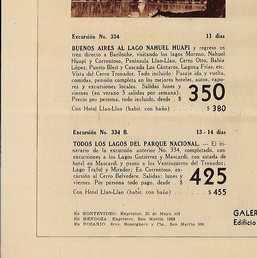 Excursión No. 334 11 días
BUENOS AIRES AL LAGO NAHUEL HUAPI y regreso en
tren directo a Bariloche, visitando los lagos Moreno, Nahuel
Huapí y Correntoso, Península Llao-Llao, Cerro Otto, Bahía
López, Puerto Blest y Cascada Los Cántaros, Laguna Frías, etc.
Vista del Cerro Tronador. Todo incluído: Pasaje ida y vuelta,
comidas, pensión completa en los mejores hoteles, autos, vapo-
res y excursiones locales. Salidas: lunes y
viernes (en verano 5 salidas por semana).
Precio por persona, todo incluído, desde $ 350
Con Hotel Llao-Llao (habit. con baño) $ 380
Excursión No. 334 B. 13 - 14 días
TODOS LOS LAGOS DEL PARQUE NACIONAL. — El iti-
nerario de la excursión anterior No. 334, completado, con
excursiones a los Lagos Gutiérrez y Mascardi, con estada de
hotel en Mascardi y paseo a los Ventisqueros del Tronador;
Lago Traful y Mirador; En Correntoso, ex-
cursión al Cerro Belvedere. Salidas: lunes y
viernes. Por persona todo pago, desde $ 425
Con Hotel Llao-Llao (habit. con baño) $ 455
En MONTEVIDEO: Exprinter: 25 de Mayo
En MENDOZA: Exprinter: San Martín,
En ROSARIO: Bros. y Cía. San Martín
GALER
Edificio